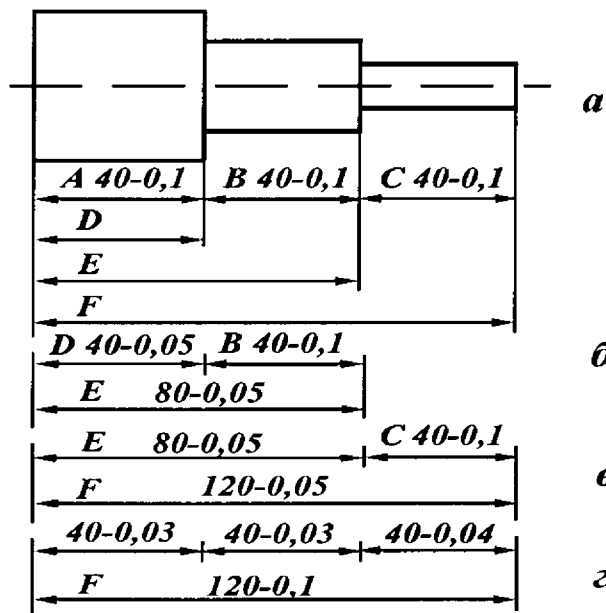 а
A 40-0,1 B 40-0,1 C 40-0,1
D
E
F
D 40-0,05 B 40-0,1
б
E 80-0,05
E 80-0,05 C 40-0,1
F 120-0,05
40-0,03 40-0,03 40-0,04
F 120-0,1